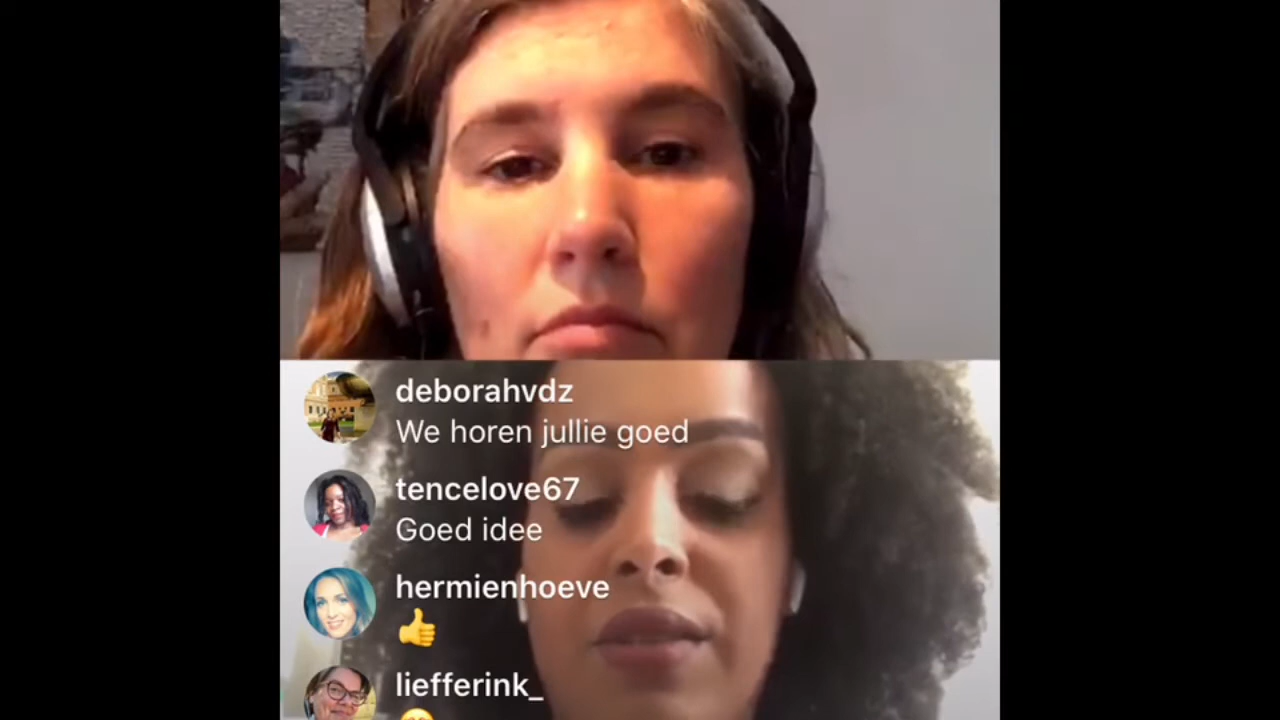 deborahvdz
We horen jullie goed
tencelove67
Goed idee
hermienhoeve
👍
liefferink_